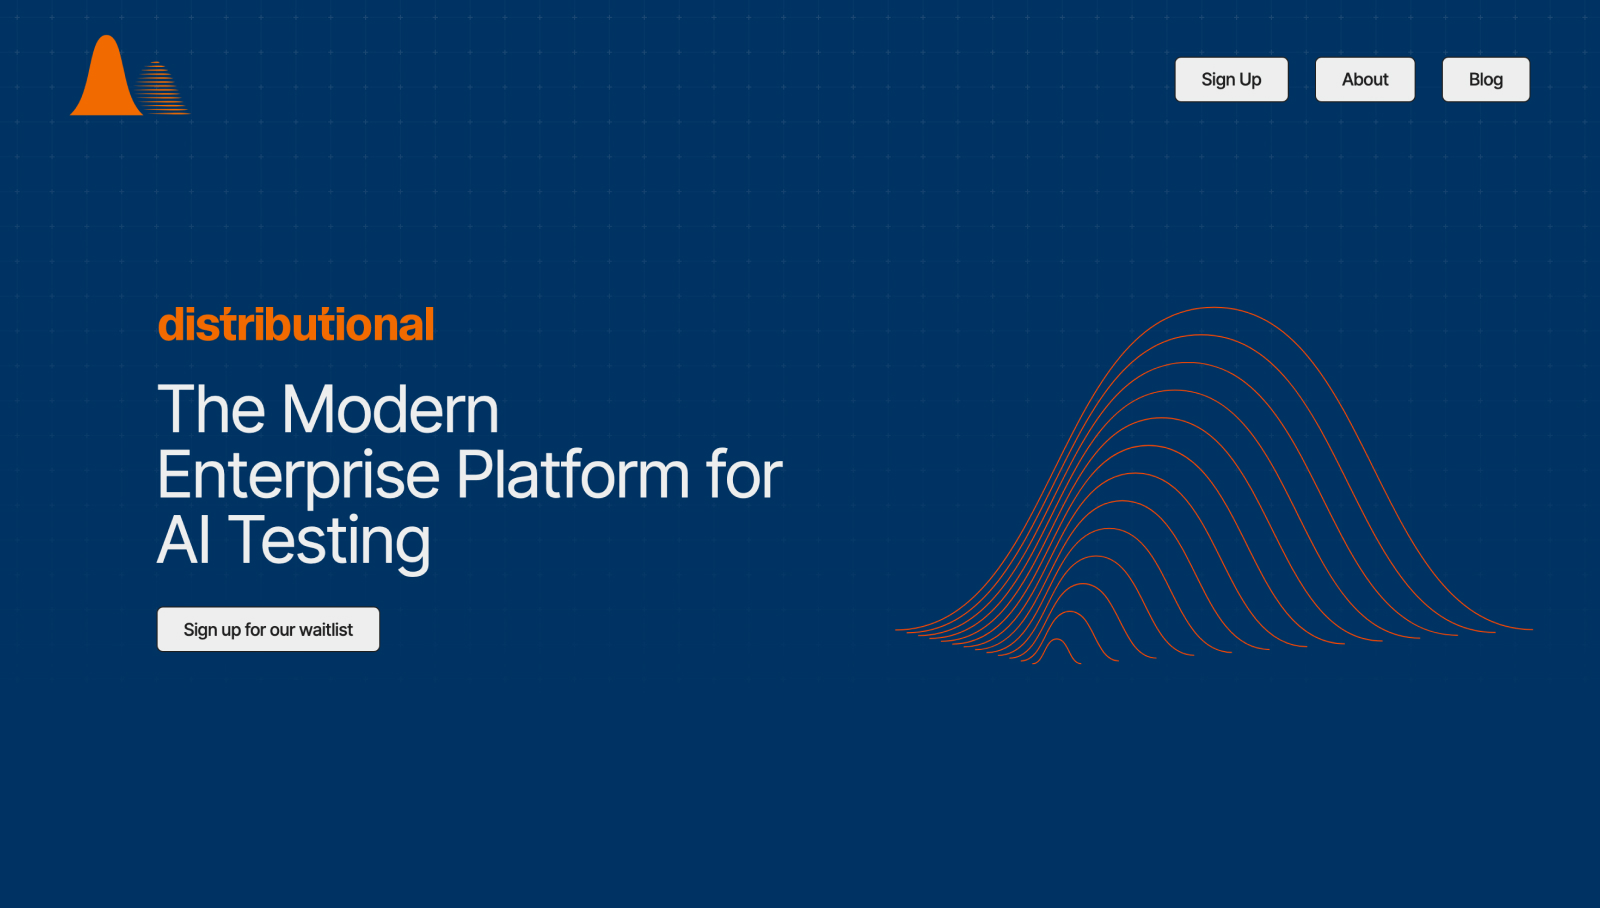 Sign Up
About
Blog
distributional
The Modern
Enterprise Platform for
AI Testing
Sign up for our waitlist